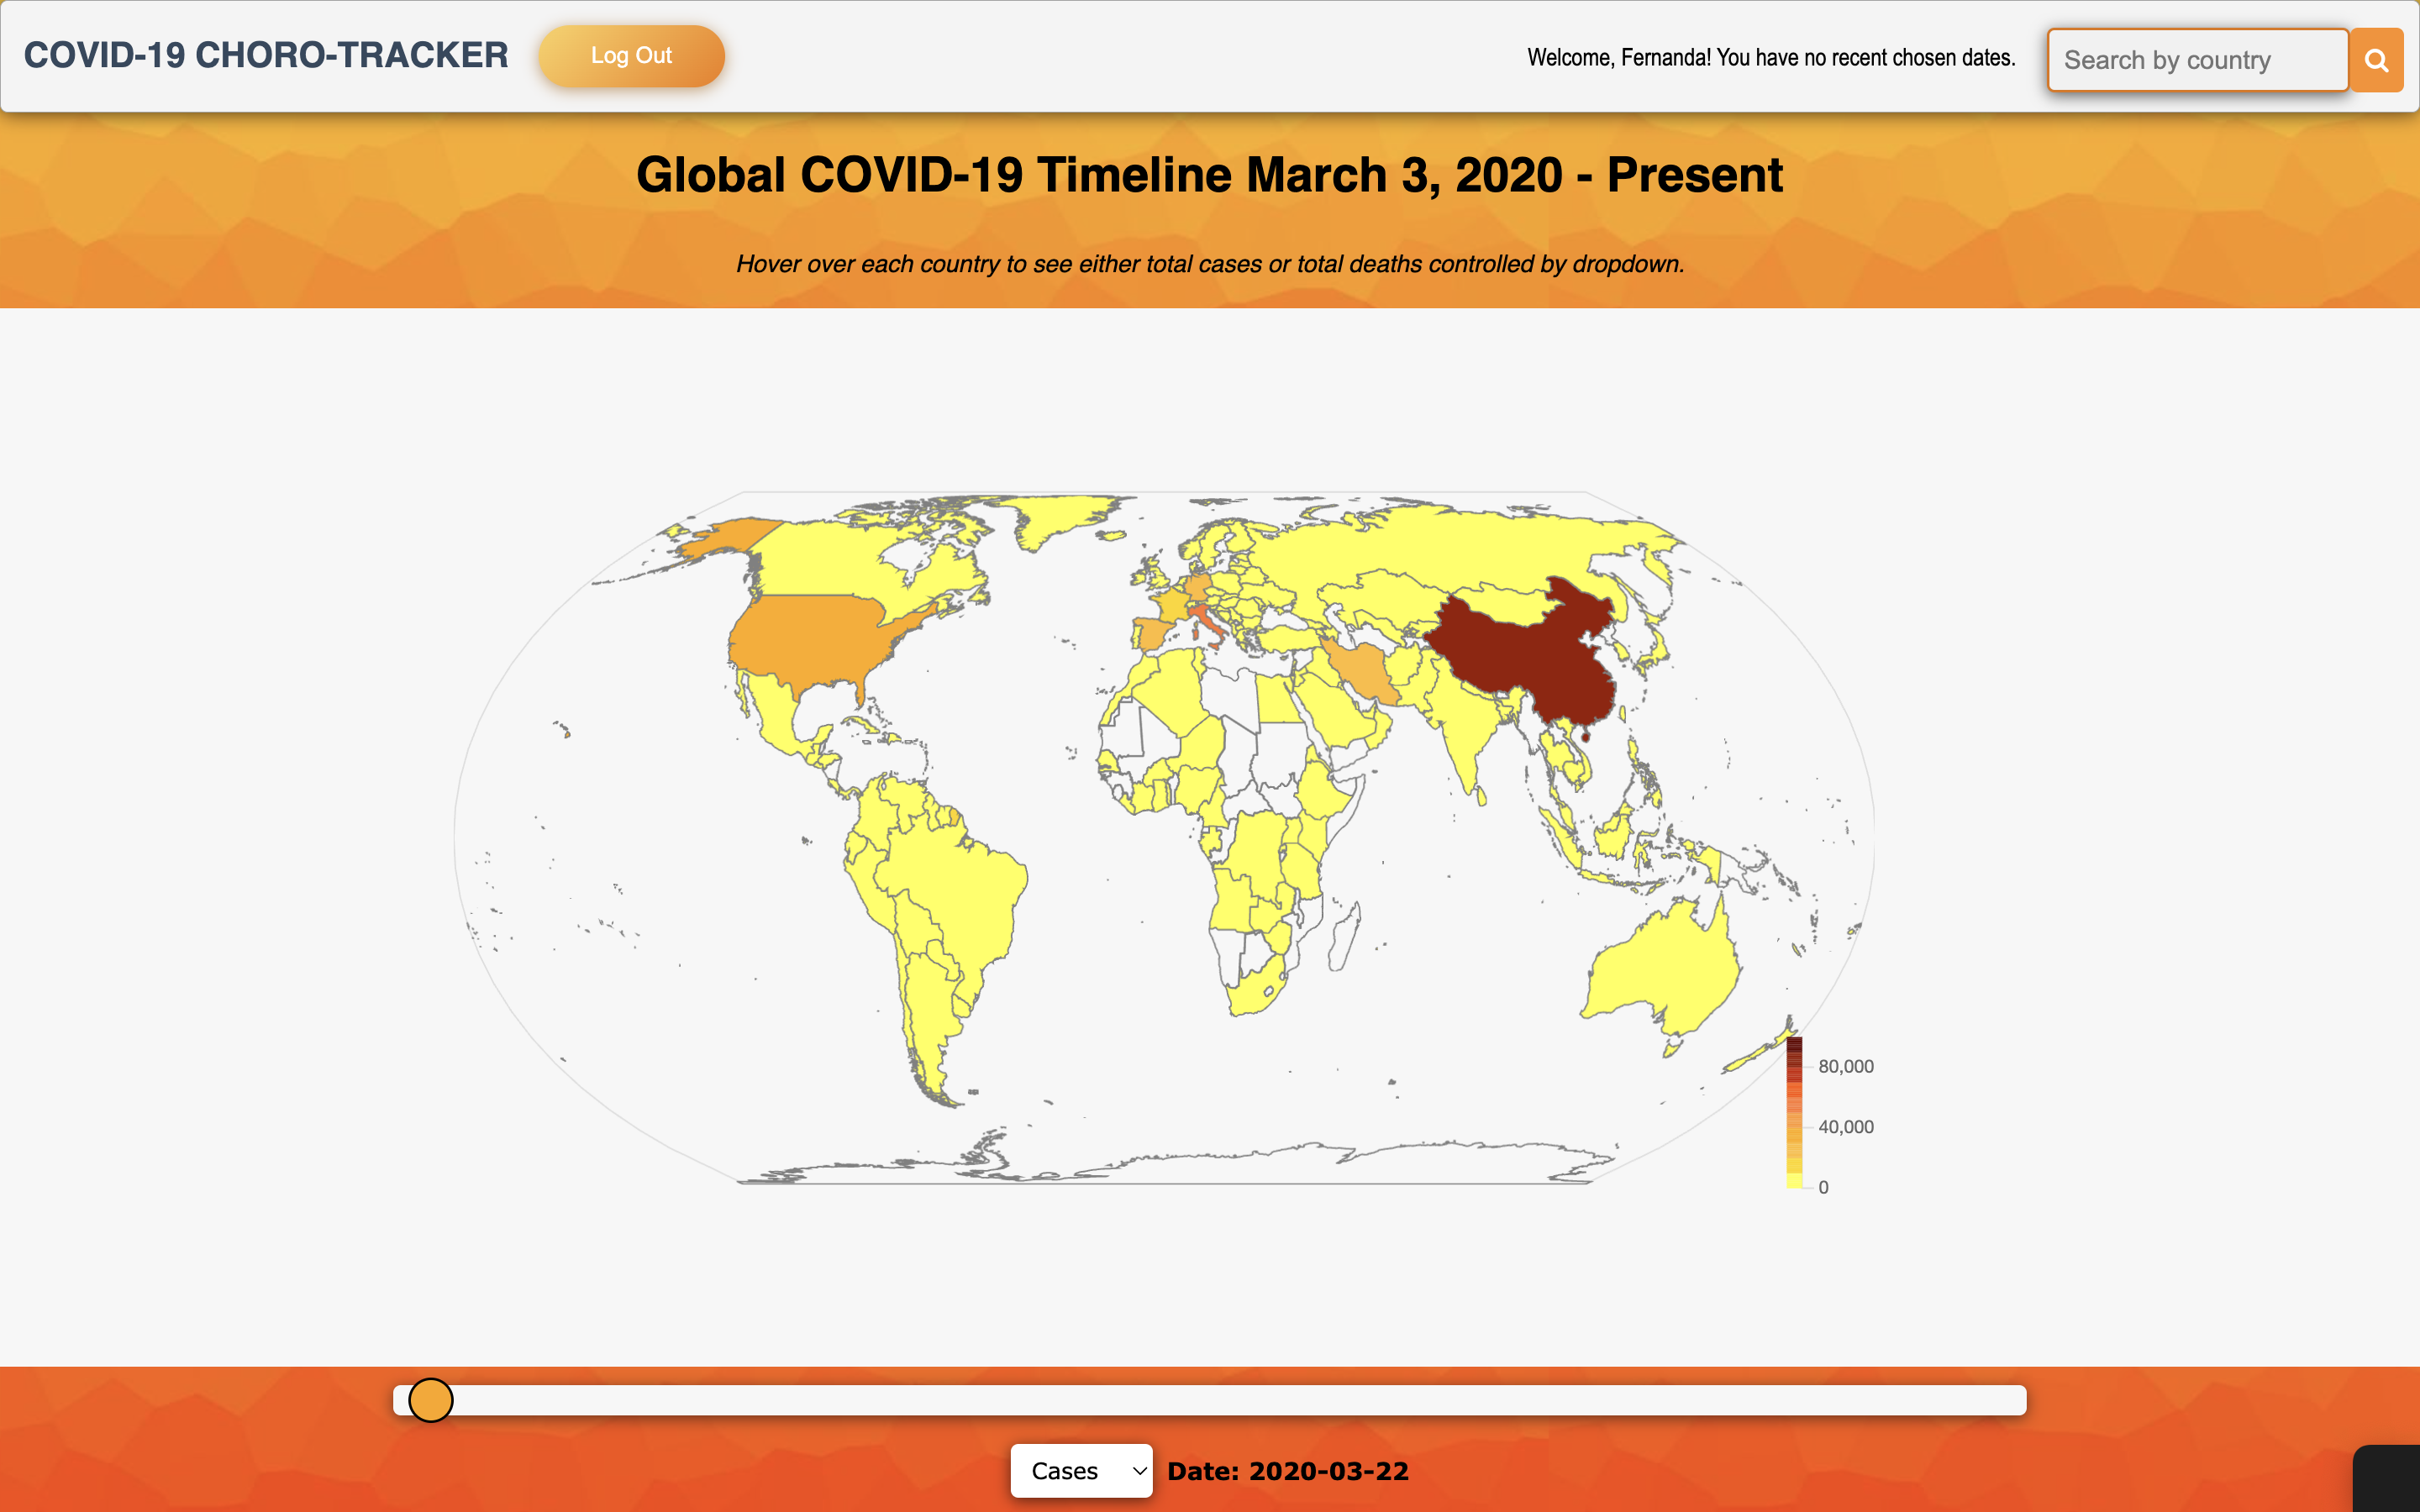 COVID-19 CHORO-TRACKER
Log Out
Welcome, Fernanda! You have no recent chosen dates.
Search by country
Global COVID-19 Timeline March 3, 2020 - Present
Hover over each country to see either total cases or total deaths controlled by dropdown.
80,000
40,000
0
Cases
Date: 2020-03-22